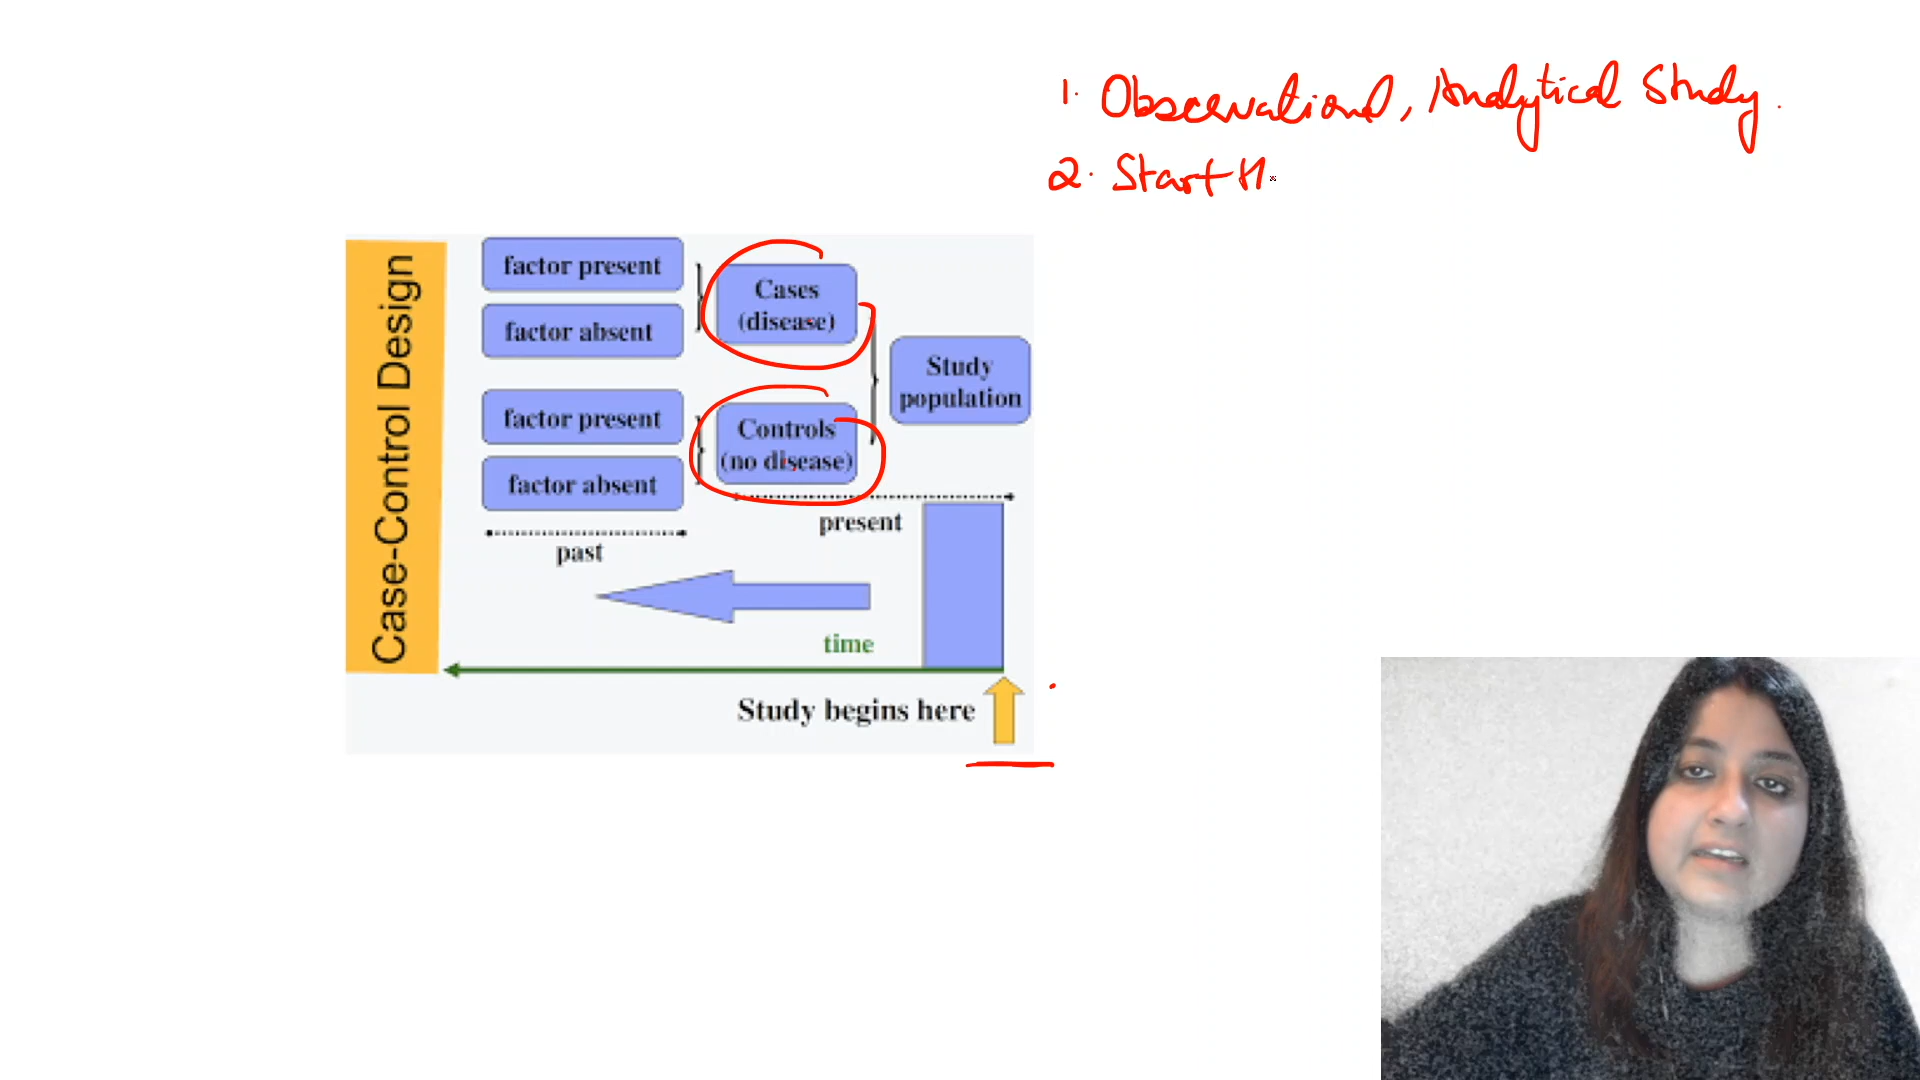 1. Observational, Analytical Study.
2. Start
Case-Control Design
factor present
factor absent
Cases
(disease)
factor present
factor absent
Controls
(no disease)
Study
population
past
present
time
Study begins here